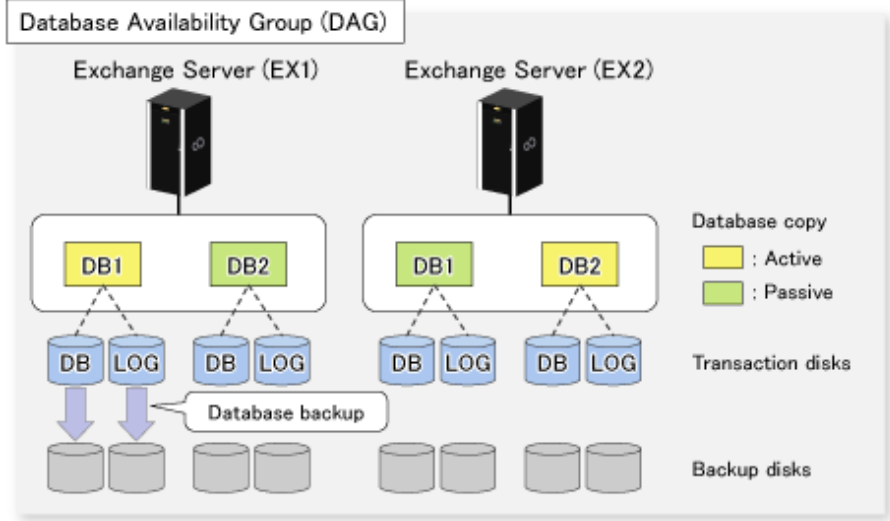 Database Availability Group (DAG)
Exchange Server (EX1)
Exchange Server (EX2)
DB1
DB2
DB1
DB2
Database copy
: Active
: Passive
DB
LOG
DB
LOG
DB
LOG
DB
LOG
Transaction disks
Database backup
Backup disks